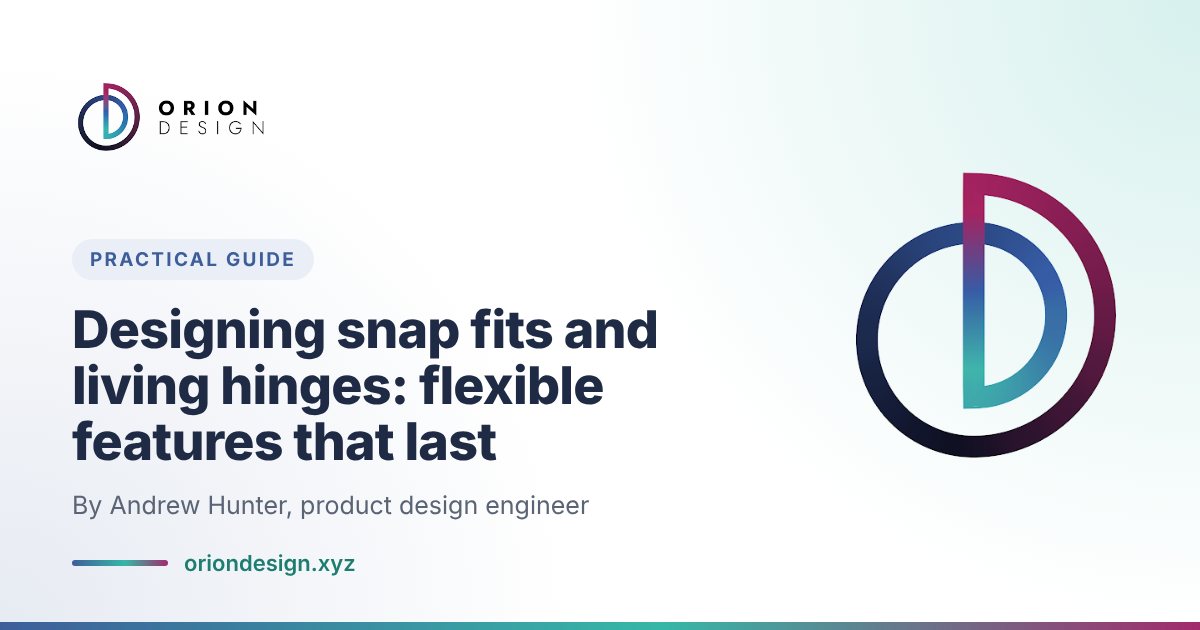 ORION
DESIGN
PRACTICAL GUIDE
Designing snap fits and
living hinges: flexible
features that last
By Andrew Hunter, product design engineer
oriondesign.xyz